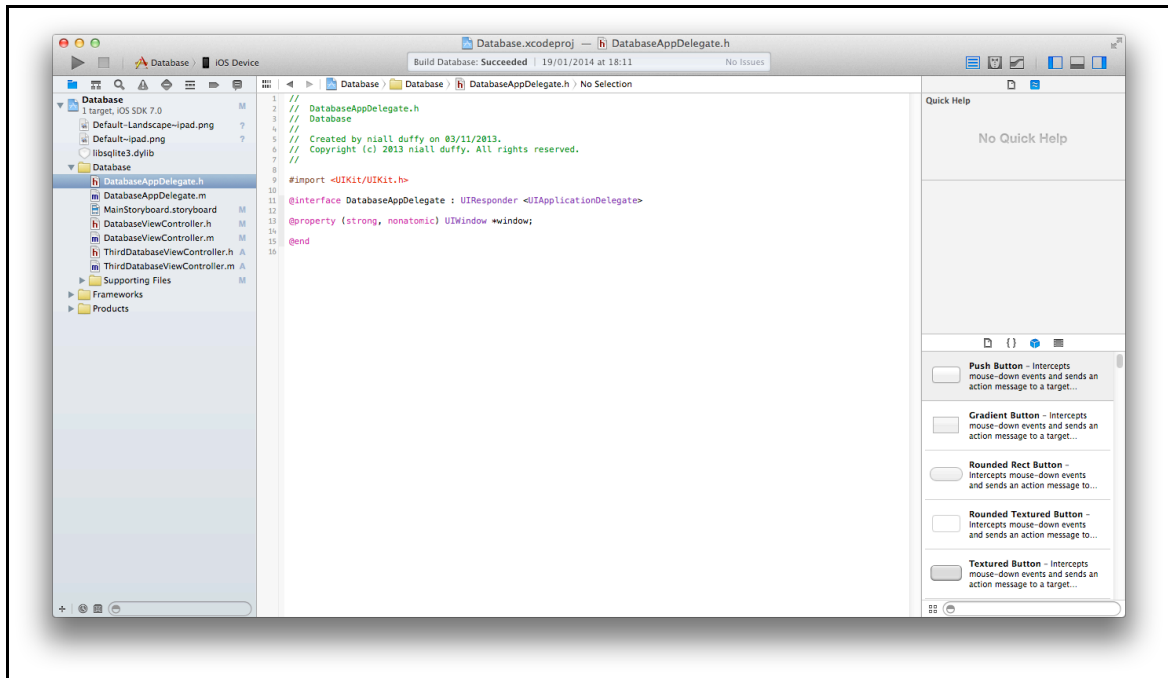 Database.xcodeproj — h DatabaseAppDelegate.h
Database 〉 iOS Device
Build Database: Succeeded | 19/01/2014 at 18:11 No Issues
Database 〉 Database 〉 h DatabaseAppDelegate.h 〉 No Selection
Database M
1 target, iOS SDK 7.0
Default-Landscape~ipad.png ?
Default~ipad.png ?
libsqlite3.dylib
Database
h DatabaseAppDelegate.h
m DatabaseAppDelegate.m
MainStoryboard.storyboard M
h DatabaseViewController.h M
m DatabaseViewController.m M
h ThirdDatabaseViewController.h A
m ThirdDatabaseViewController.m A
Supporting Files M
Frameworks
Products
1 //
2 // DatabaseAppDelegate.h
3 // Database
4 //
5 // Created by niall duffy on 03/11/2013.
6 // Copyright (c) 2013 niall duffy. All rights reserved.
7 //
8
9 #import <UIKit/UIKit.h>
10
11 @interface DatabaseAppDelegate : UIResponder <UIApplicationDelegate>
12
13 @property (strong, nonatomic) UIWindow *window;
14
15 @end
16
Quick Help
No Quick Help
{ }
Push Button - Intercepts
mouse-down events and sends an
action message to a target...
Gradient Button - Intercepts
mouse-down events and sends an
action message to a target...
Rounded Rect Button -
Intercepts mouse-down events
and sends an action message to...
Rounded Textured Button -
Intercepts mouse-down events
and sends an action message to...
Textured Button - Intercepts
mouse-down events and sends an
action message to a target...